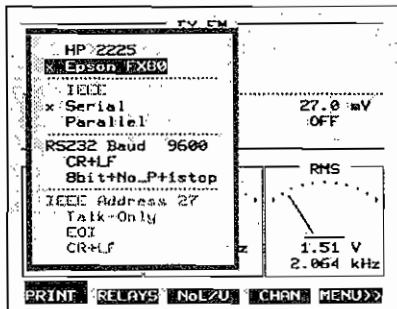 HP 2225
x Epson FX80
IEEE
x Serial
Parallel
RS232 Baud 9600
CR+LF
8bit+No_P+1stop
IEEE Address 27
Talk-Only
EOI
CR+LF
27.0 mV
OFF
RMS
z
1.51 V
2.064 kHz
PRINT RELAYS No£/U CHAN MENU>>